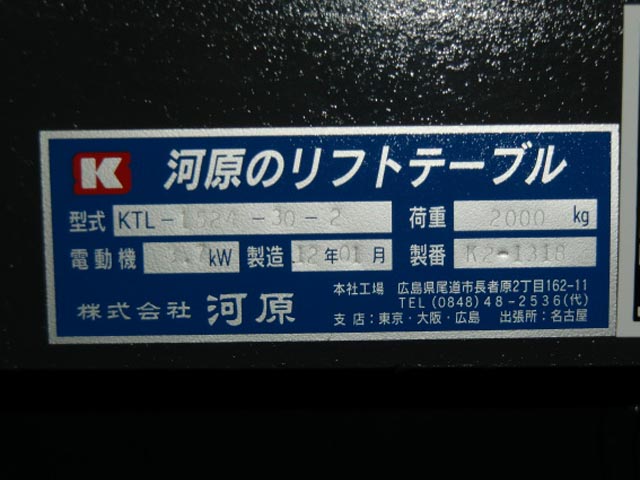 K 河原のリフトテーブル
型式 KTL-1524-30-2 荷重 2000 kg
電動機 3.7 kW 製造 12年01月 製番 K2-1318
本社工場 広島県尾道市長者原2丁目162-11
TEL(0848)48-2536(代)
株式会社 河原
支店:東京・大阪・広島 出張所:名古屋